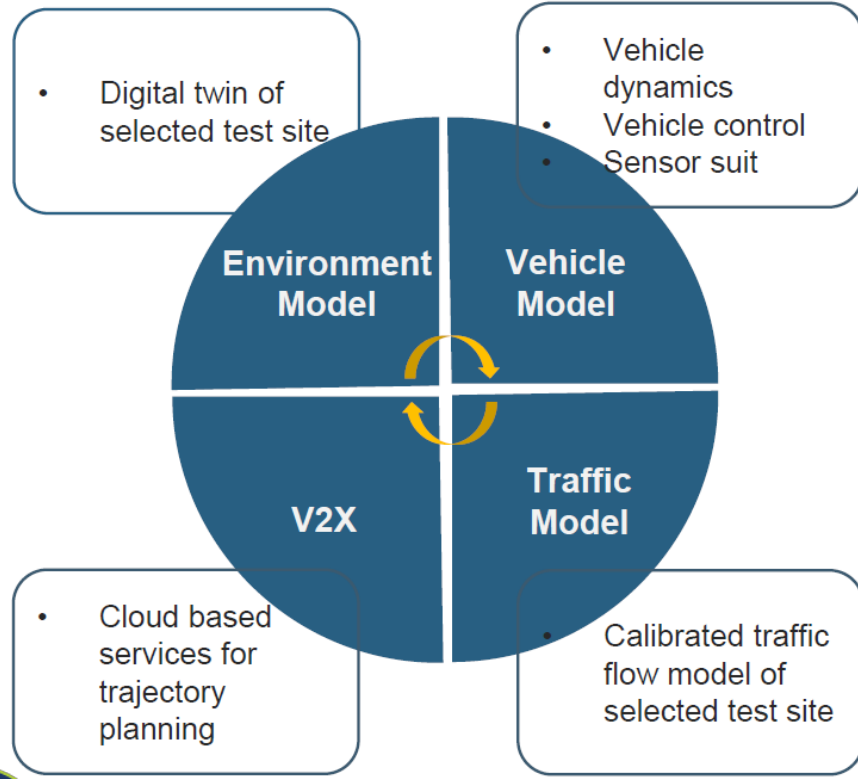 • Digital twin of
selected test site
• Vehicle
dynamics
• Vehicle control
• Sensor suit
Environment
Model
Vehicle
Model
V2X
Traffic
Model
• Cloud based
services for
trajectory
planning
• Calibrated traffic
flow model of
selected test site